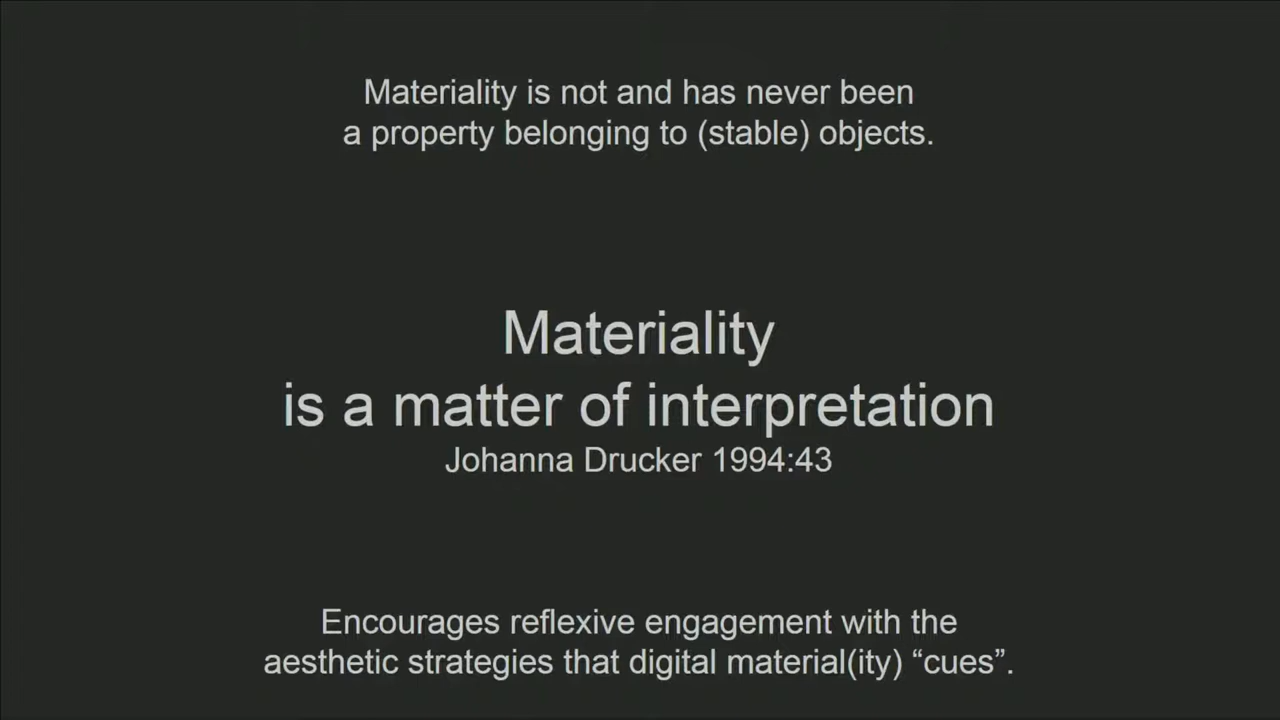 Materiality is not and has never been
a property belonging to (stable) objects.
Materiality
is a matter of interpretation
Johanna Drucker 1994:43
Encourages reflexive engagement with the
aesthetic strategies that digital material(ity) “cues”.